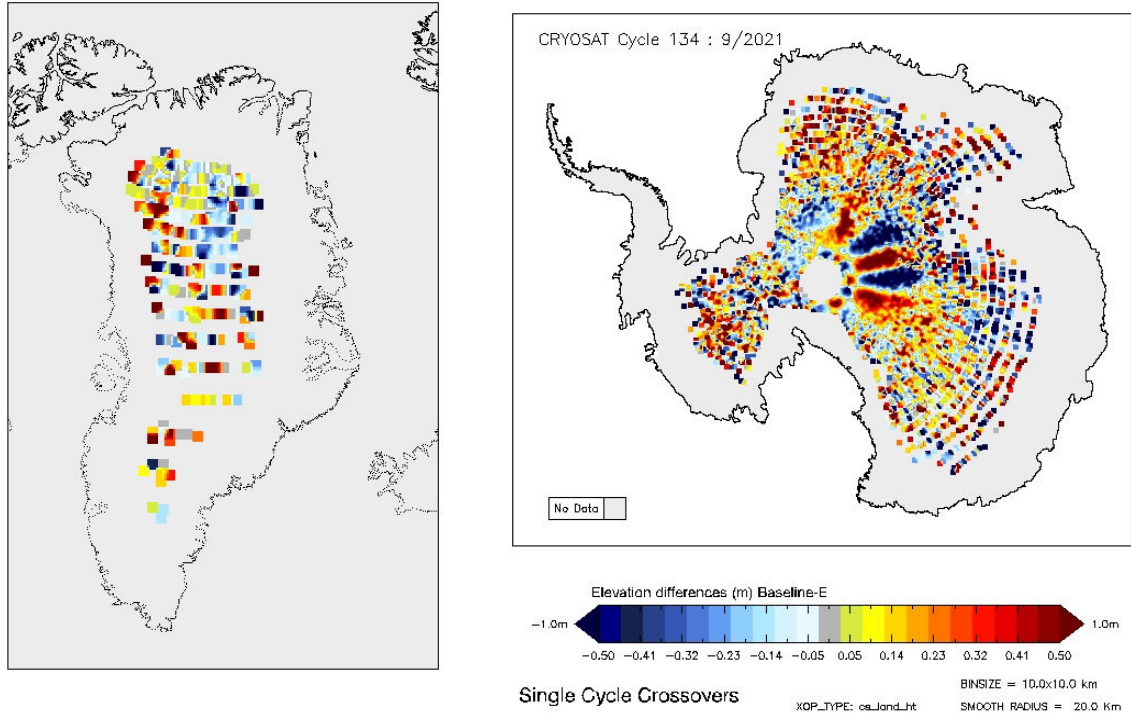 CRYOSAT Cycle 134 : 9/2021
No Data
Elevation differences (m) Baseline-E
-1.0m
1.0m
-0.50 -0.41 -0.32 -0.23 -0.14 -0.05 0.05 0.14 0.23 0.32 0.41 0.50
Single Cycle Crossovers
XOP_TYPE: cs_land_ht
BINSIZE = 10.0x10.0 km
SMOOTH RADIUS = 20.0 Km